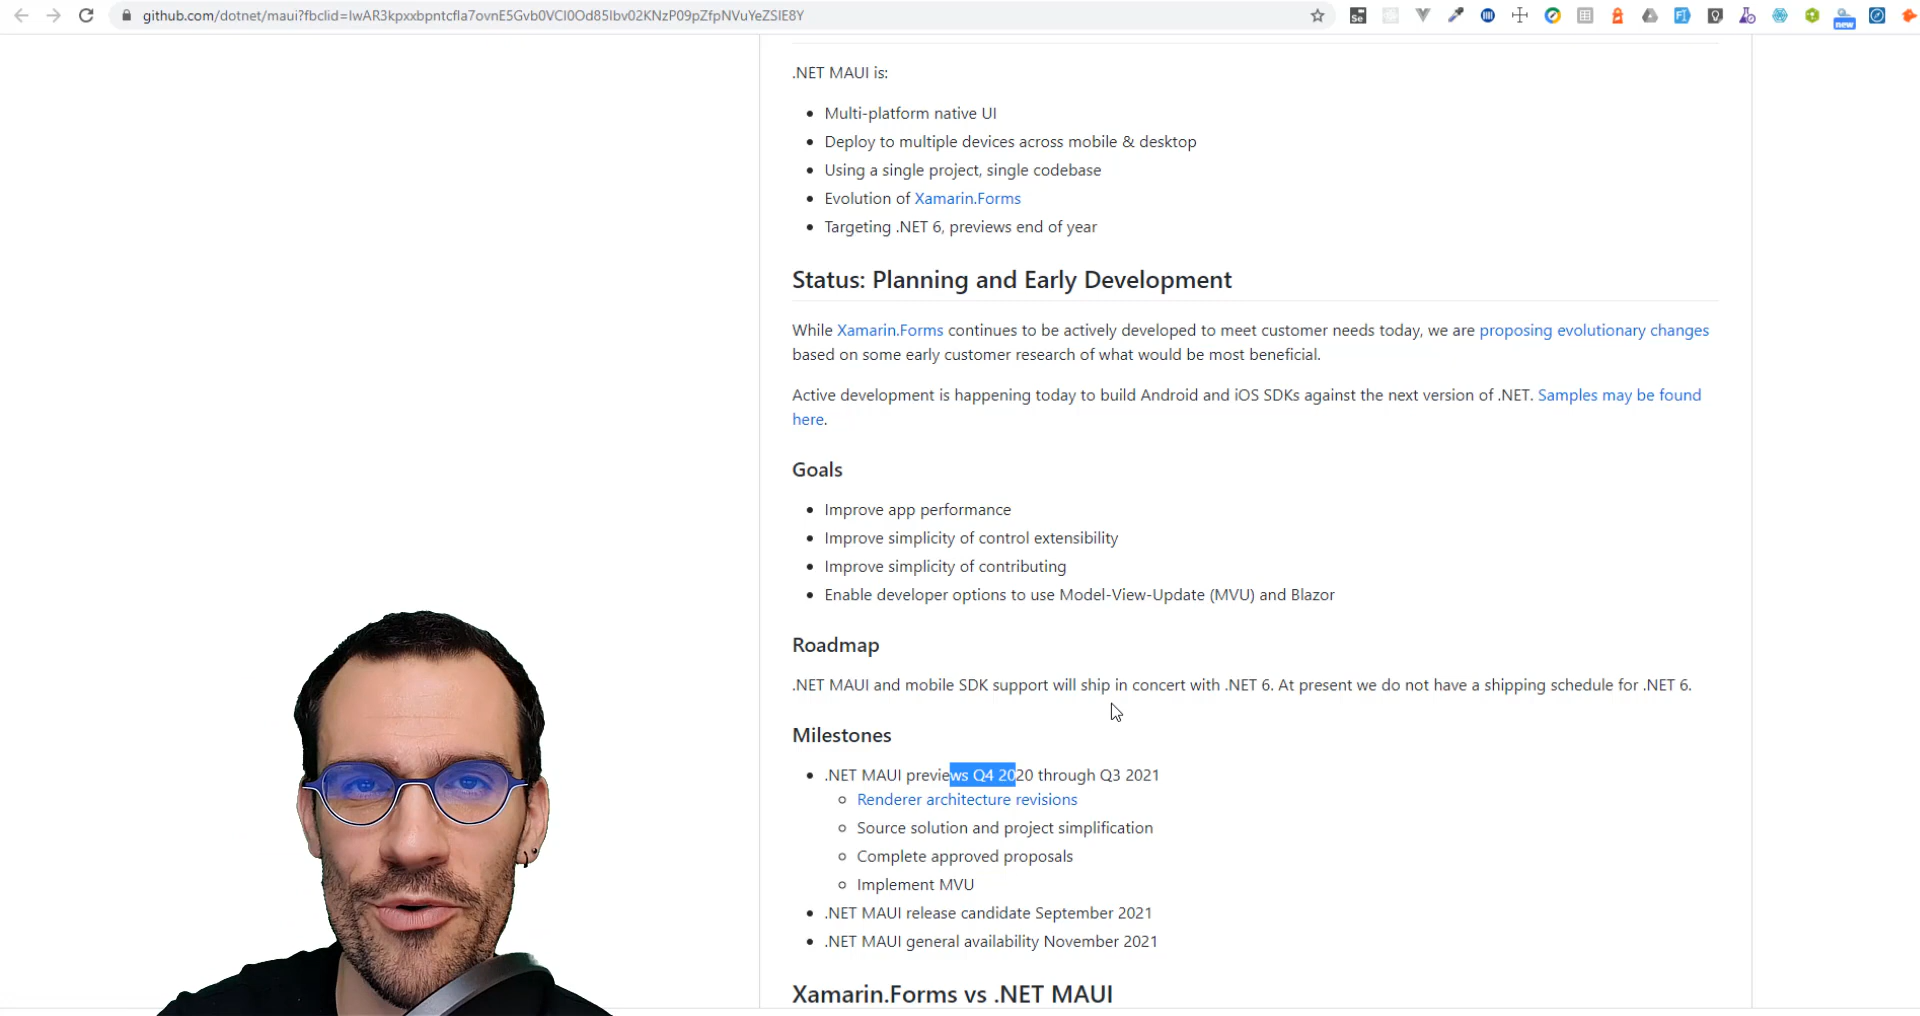 github.com/dotnet/maui?fbclid=IwAR3kpxxbpntcfla7ovnE5Gvb0VCl0Od85lbv02KNzP09pZfpNVuYeZSlE8Y
Se
FI
new
.NET MAUI is:
• Multi-platform native UI
• Deploy to multiple devices across mobile & desktop
• Using a single project, single codebase
• Evolution of Xamarin.Forms
• Targeting .NET 6, previews end of year
Status: Planning and Early Development
While Xamarin.Forms continues to be actively developed to meet customer needs today, we are proposing evolutionary changes
based on some early customer research of what would be most beneficial.
Active development is happening today to build Android and iOS SDKs against the next version of .NET. Samples may be found
here.
Goals
• Improve app performance
• Improve simplicity of control extensibility
• Improve simplicity of contributing
• Enable developer options to use Model-View-Update (MVU) and Blazor
Roadmap
.NET MAUI and mobile SDK support will ship in concert with .NET 6. At present we do not have a shipping schedule for .NET 6.
Milestones
• .NET MAUI previews Q4 2020 through Q3 2021
○ Renderer architecture revisions
○ Source solution and project simplification
○ Complete approved proposals
○ Implement MVU
• .NET MAUI release candidate September 2021
• .NET MAUI general availability November 2021
Xamarin.Forms vs .NET MAUI